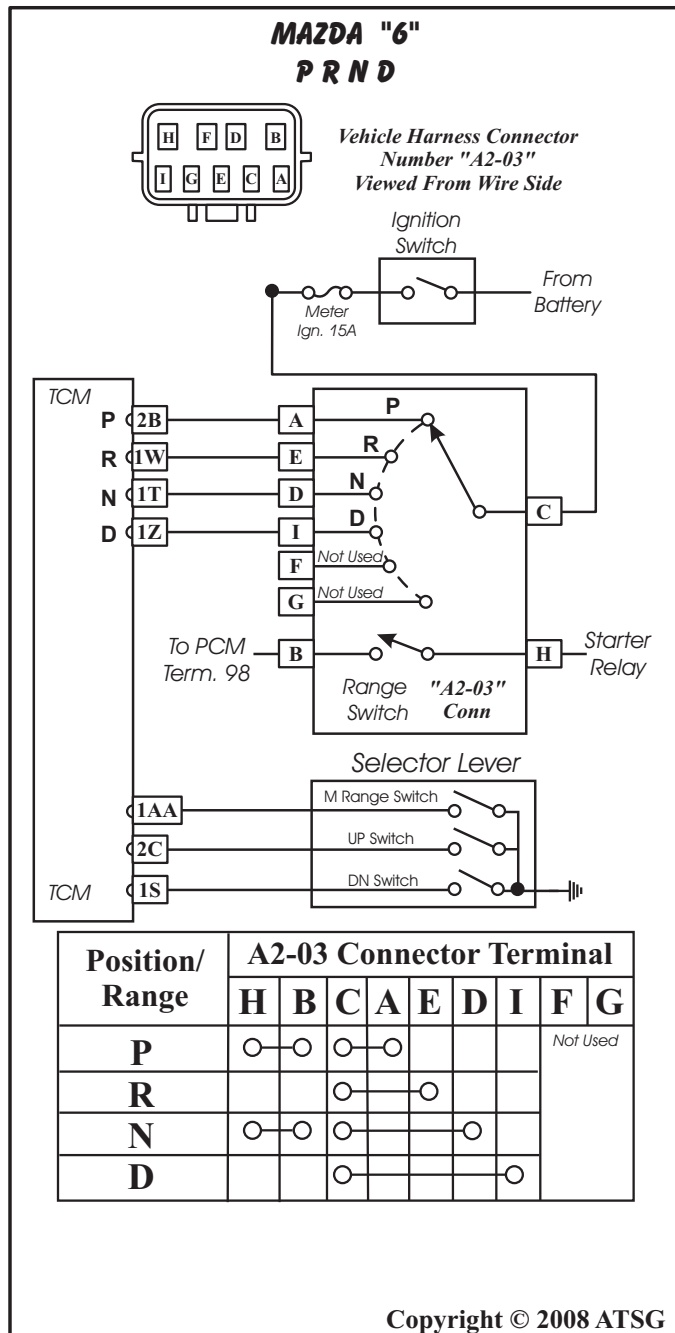 MAZDA "6"
P R N D
H F D B
I G E C A
Vehicle Harness Connector
Number "A2-03"
Viewed From Wire Side
Ignition
Switch
From
Battery
Meter
Ign. 15A
TCM
P 2B A P
R 1W E R
N 1T D N
D 1Z I D
C
F Not Used
G Not Used
To PCM
Term. 98
B
H
Starter
Relay
Range
Switch
"A2-03"
Conn
Selector Lever
1AA M Range Switch
2C UP Switch
1S DN Switch
TCM
Position/
Range
A2-03 Connector Terminal
H B C A E D I F G
P
Not Used
R
N
D
Copyright © 2008 ATSG